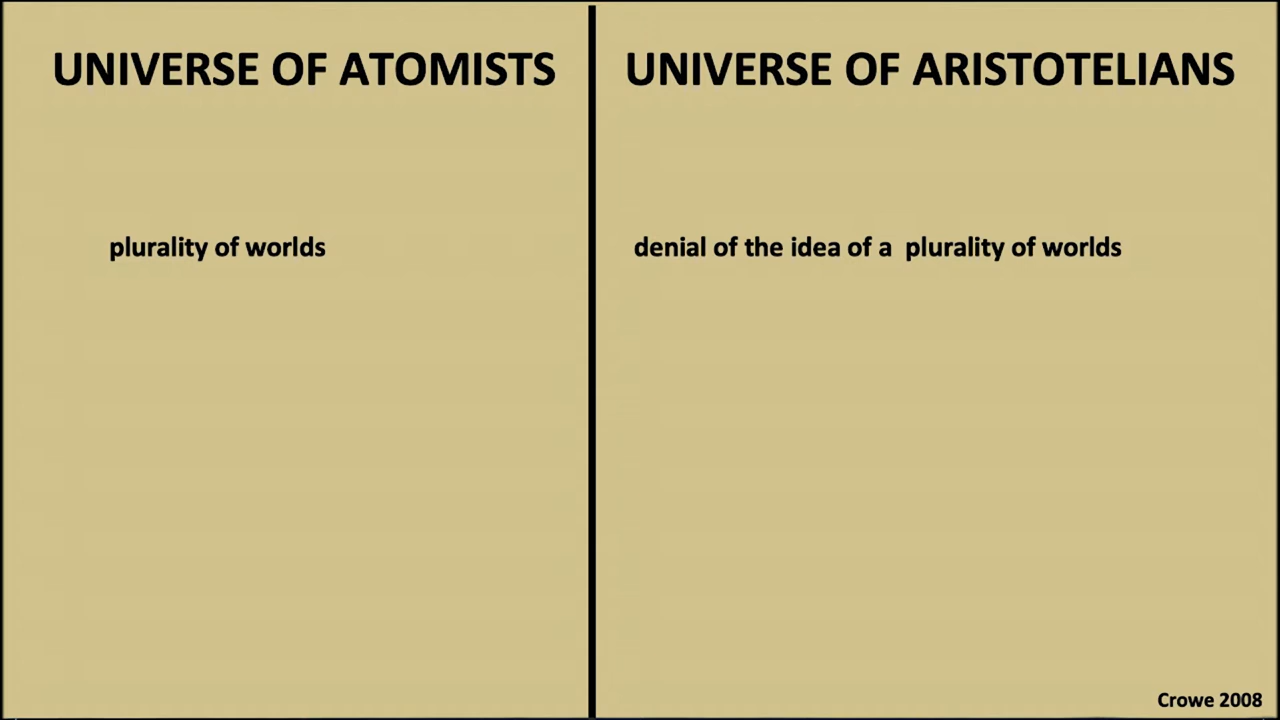 UNIVERSE OF ATOMISTS
UNIVERSE OF ARISTOTELIANS
plurality of worlds
denial of the idea of a plurality of worlds
Crowe 2008